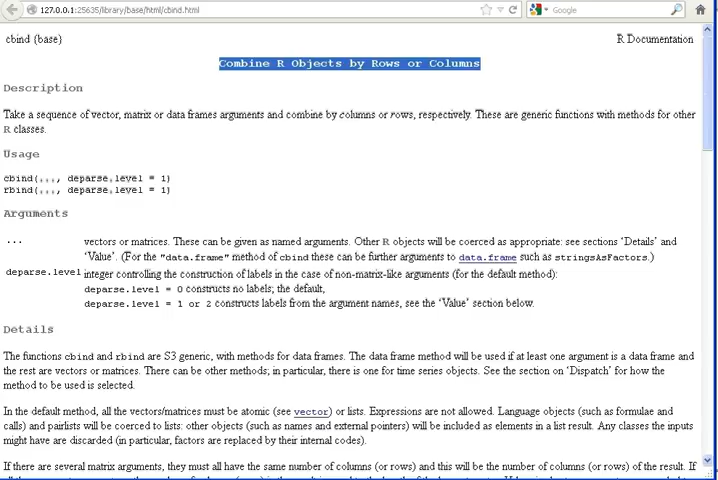 127.0.0.1:25635/library/base/html/cbind.html
Google
cbind {base}
R Documentation
Combine R Objects by Rows or Columns
Description
Take a sequence of vector, matrix or data frames arguments and combine by columns or rows, respectively. These are generic functions with methods for other
R classes.
Usage
cbind(..., deparse.level = 1)
rbind(..., deparse.level = 1)
Arguments
... vectors or matrices. These can be given as named arguments. Other R objects will be coerced as appropriate: see sections ‘Details’ and
‘Value’. (For the "data.frame" method of cbind these can be further arguments to data.frame such as stringsAsFactors.)
deparse.level integer controlling the construction of labels in the case of non-matrix-like arguments (for the default method):
deparse.level = 0 constructs no labels; the default,
deparse.level = 1 or 2 constructs labels from the argument names, see the ‘Value’ section below.
Details
The functions cbind and rbind are S3 generic, with methods for data frames. The data frame method will be used if at least one argument is a data frame and
the rest are vectors or matrices. There can be other methods; in particular, there is one for time series objects. See the section on ‘Dispatch’ for how the
method to be used is selected.
In the default method, all the vectors/matrices must be atomic (see vector) or lists. Expressions are not allowed. Language objects (such as formulae and
calls) and pairlists will be coerced to lists: other objects (such as names and external pointers) will be included as elements in a list result. Any classes the inputs
might have are discarded (in particular, factors are replaced by their internal codes).
If there are several matrix arguments, they must all have the same number of columns (or rows) and this will be the number of columns (or rows) of the result. If